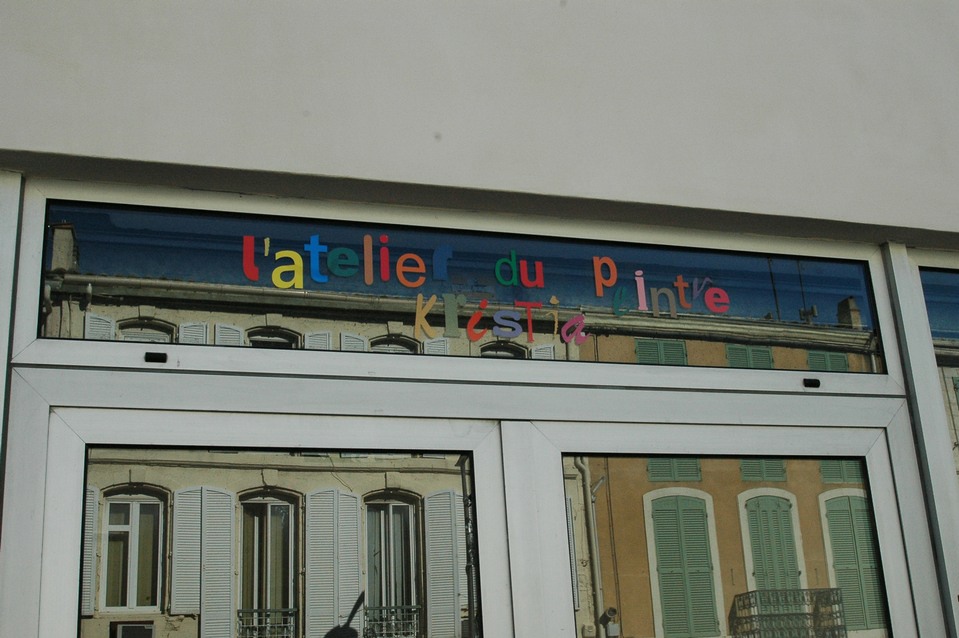 l'atelier du peintre
KRISTIa